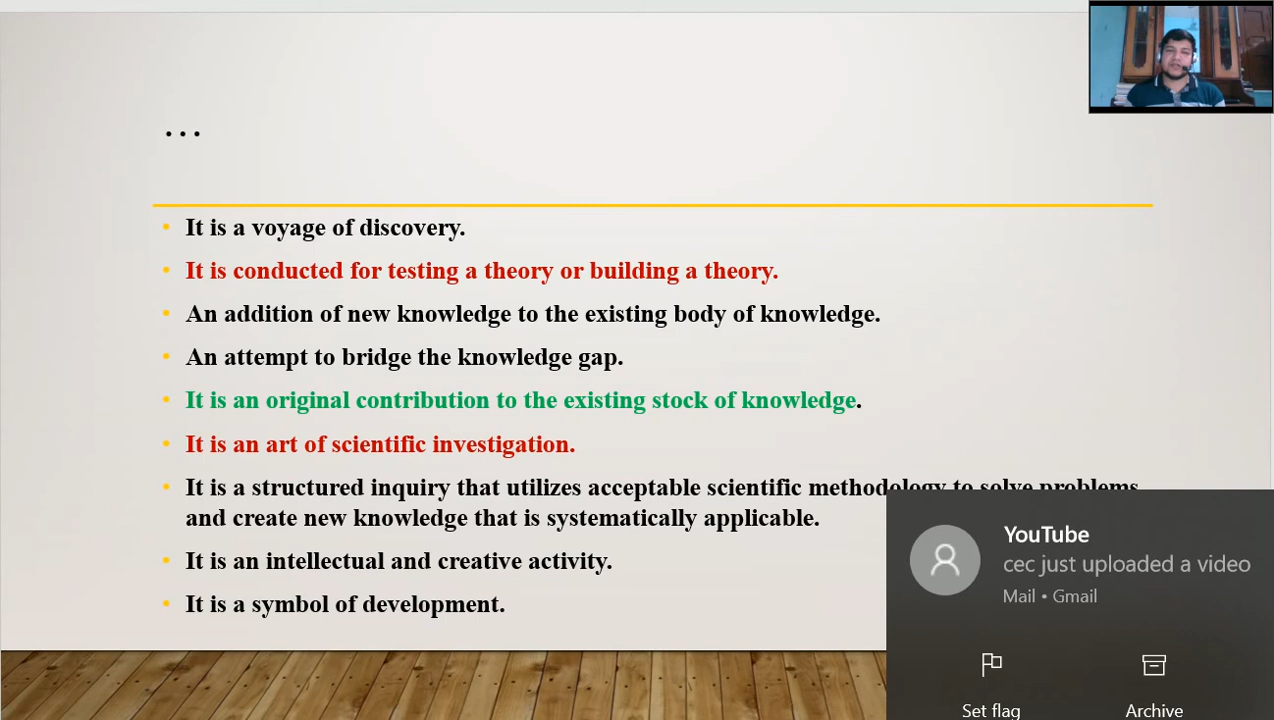 ...
It is a voyage of discovery.
It is conducted for testing a theory or building a theory.
An addition of new knowledge to the existing body of knowledge.
An attempt to bridge the knowledge gap.
It is an original contribution to the existing stock of knowledge.
It is an art of scientific investigation.
It is a structured inquiry that utilizes acceptable scientific methodology to solve problems
and create new knowledge that is systematically applicable.
It is an intellectual and creative activity.
It is a symbol of development.
YouTube
cec just uploaded a video
Mail • Gmail
Set flag
Archive